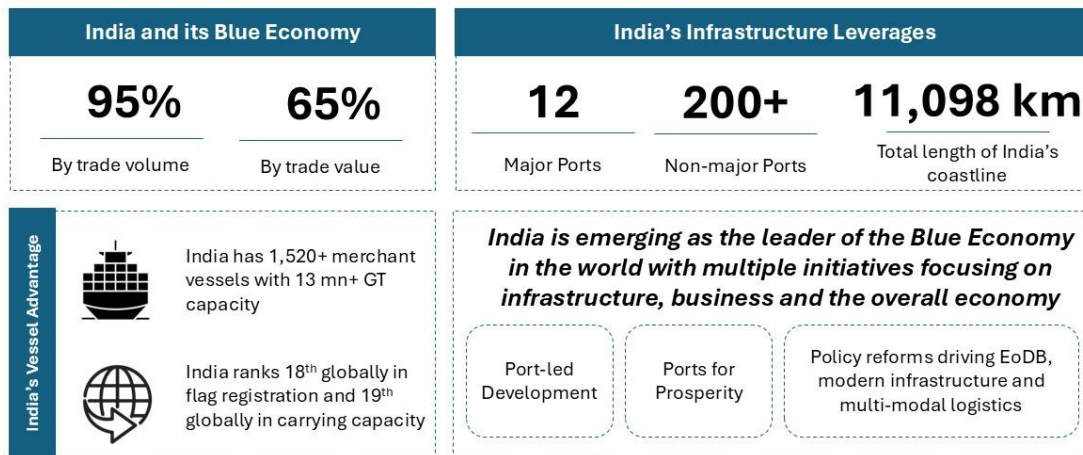 India and its Blue Economy
95%
65%
By trade volume
By trade value
India's Infrastructure Leverages
12
200+
11,098 km
Major Ports
Non-major Ports
Total length of India's
coastline
India's Vessel Advantage
India has 1,520+ merchant
vessels with 13 mn+ GT
capacity
India ranks 18th globally in
flag registration and 19th
globally in carrying capacity
India is emerging as the leader of the Blue Economy
in the world with multiple initiatives focusing on
infrastructure, business and the overall economy
Port-led
Development
Ports for
Prosperity
Policy reforms driving EoDB,
modern infrastructure and
multi-modal logistics